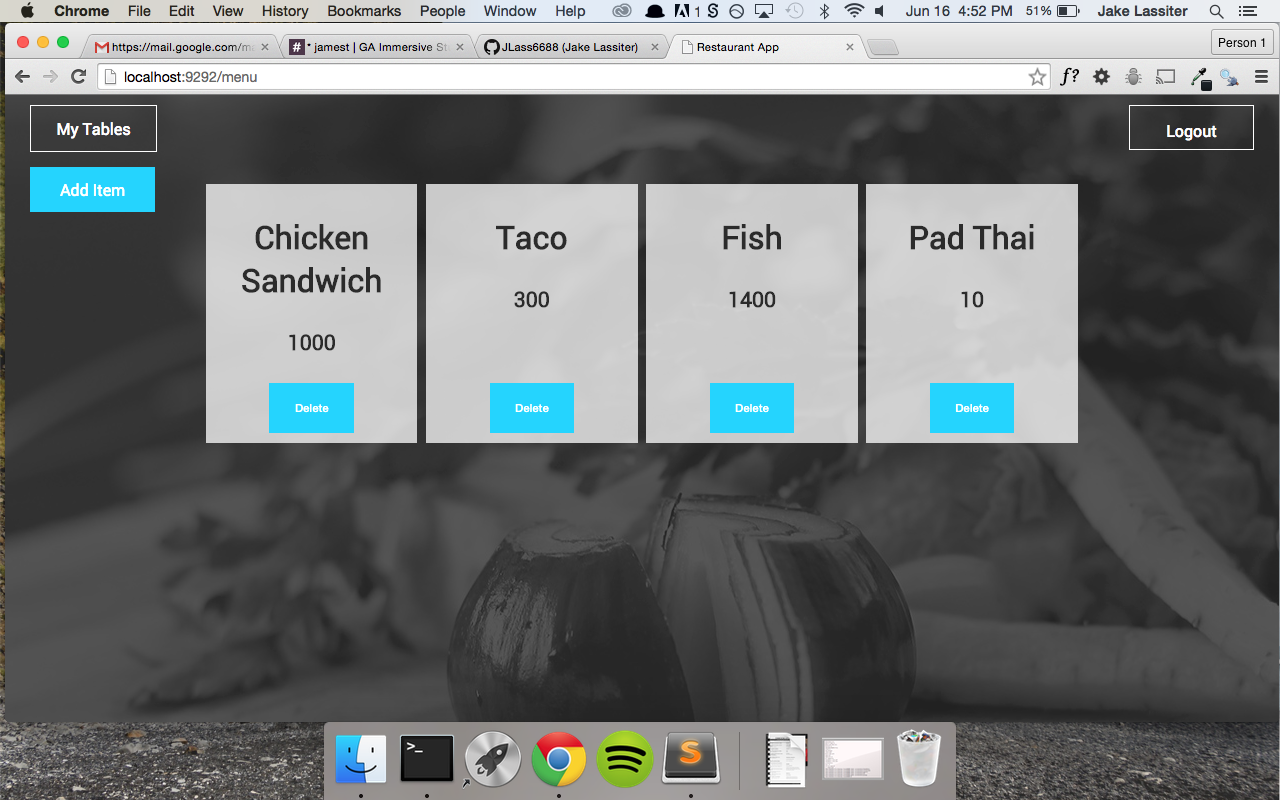 Chrome File Edit View History Bookmarks People Window Help 1 Jun 16 4:52 PM 51% Jake Lassiter
https://mail.google.com/m
* jamest | GA Immersive St
JLass6688 (Jake Lassiter)
Restaurant App
Person 1
localhost:9292/menu
f?
My Tables
Logout
Add Item
Chicken
Sandwich
1000
Delete
Taco
300
Delete
Fish
1400
Delete
Pad Thai
10
Delete
>_
S